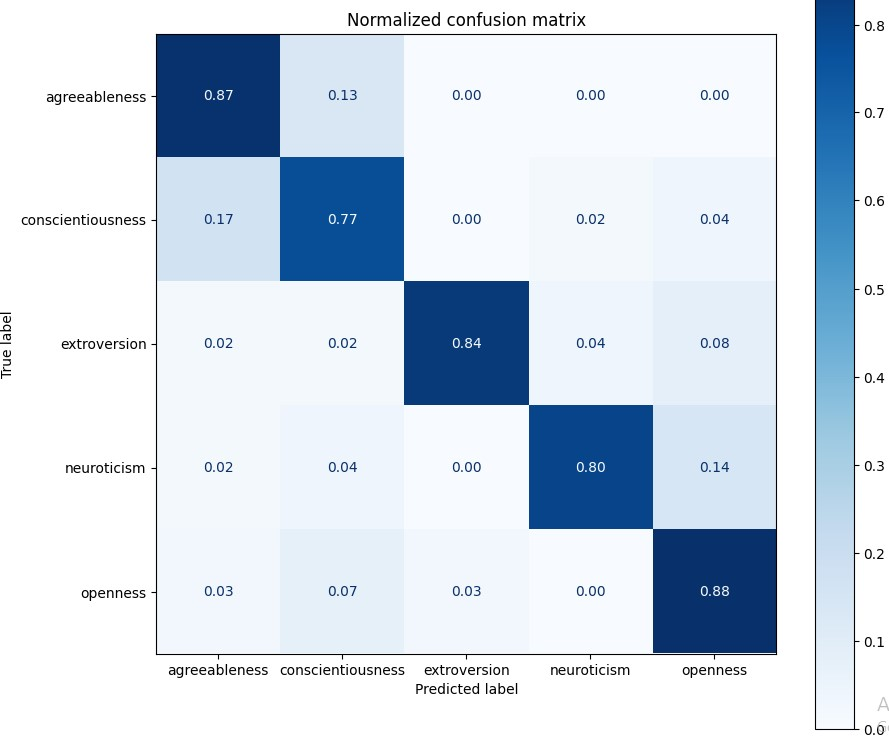 Normalized confusion matrix
True label
agreeableness 0.87 0.13 0.00 0.00 0.00
conscientiousness 0.17 0.77 0.00 0.02 0.04
extroversion 0.02 0.02 0.84 0.04 0.08
neuroticism 0.02 0.04 0.00 0.80 0.14
openness 0.03 0.07 0.03 0.00 0.88
agreeableness conscientiousness extroversion neuroticism openness
Predicted label
0.8
0.7
0.6
0.5
0.4
0.3
0.2
0.1
0.0